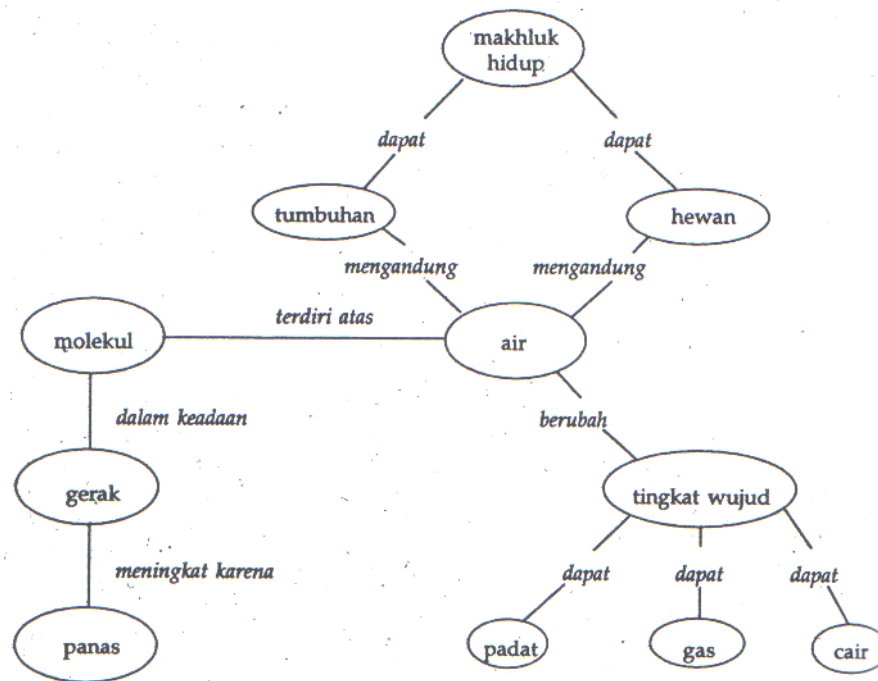 makhluk
hidup
dapat
dapat
tumbuhan
hewan
mengandung
mengandung
terdiri atas
molekul
air
dalam keadaan
berubah
gerak
tingkat wujud
meningkat karena
dapat
dapat
dapat
panas
padat
gas
cair